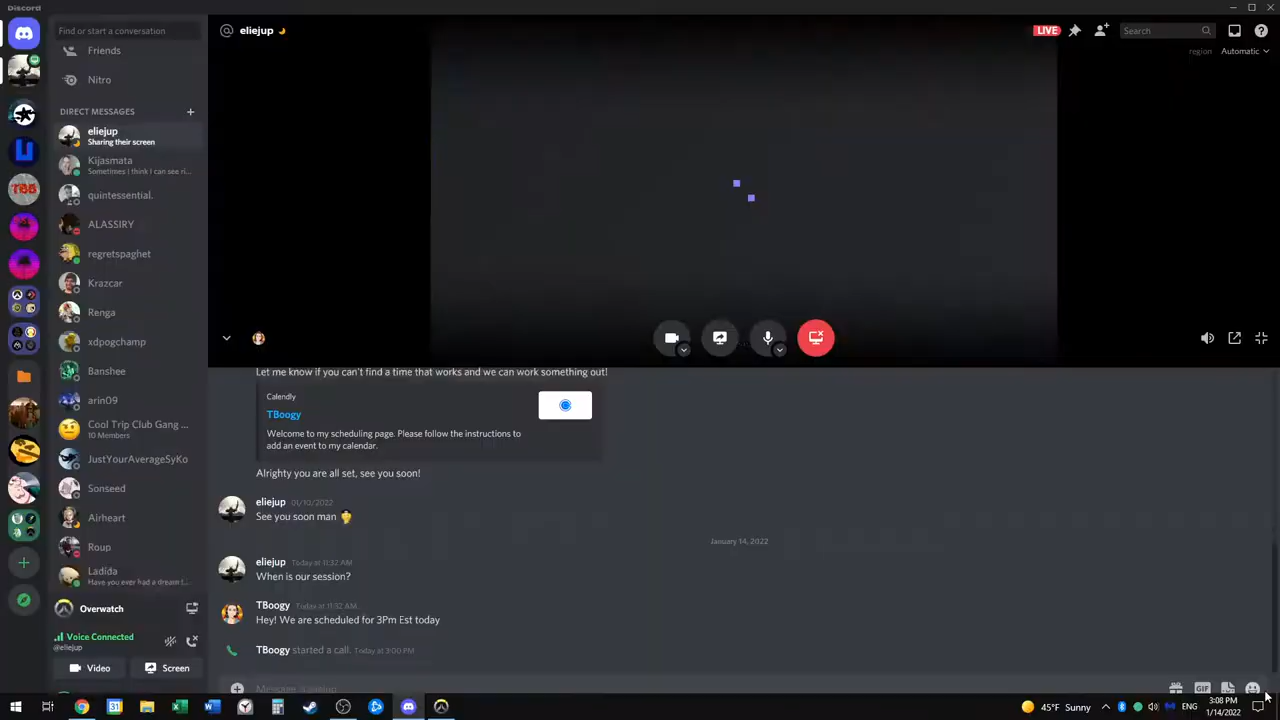 Discord
Find or start a conversation
Friends
Nitro
DIRECT MESSAGES
eliejup
Sharing their screen
Kijasmata
Sometimes I think I can see ri...
quintessential.
ALASSIRY
regretspaghet
Krazcar
Renga
xdpogchamp
Banshee
arin09
Cool Trip Club Gang ...
10 Members
JustYourAverageSyKo
Sonseed
Airheart
Roup
Ladida
Have you ever had a dream t...
Overwatch
Voice Connected
@eliejup
Video
Screen
eliejup
LIVE
Search
region
Automatic
Let me know if you can't find a time that works and we can work something out!
Calendly
TBoogy
Welcome to my scheduling page. Please follow the instructions to
add an event to my calendar.
Alrighty you are all set, see you soon!
eliejup 01/10/2022
See you soon man
January 14, 2022
eliejup Today at 11:32 AM
When is our session?
TBoogy Today at 11:32 AM
Hey! We are scheduled for 3Pm Est today
TBoogy started a call. Today at 3:00 PM
GIF
45°F Sunny
ENG
3:08 PM
1/14/2022